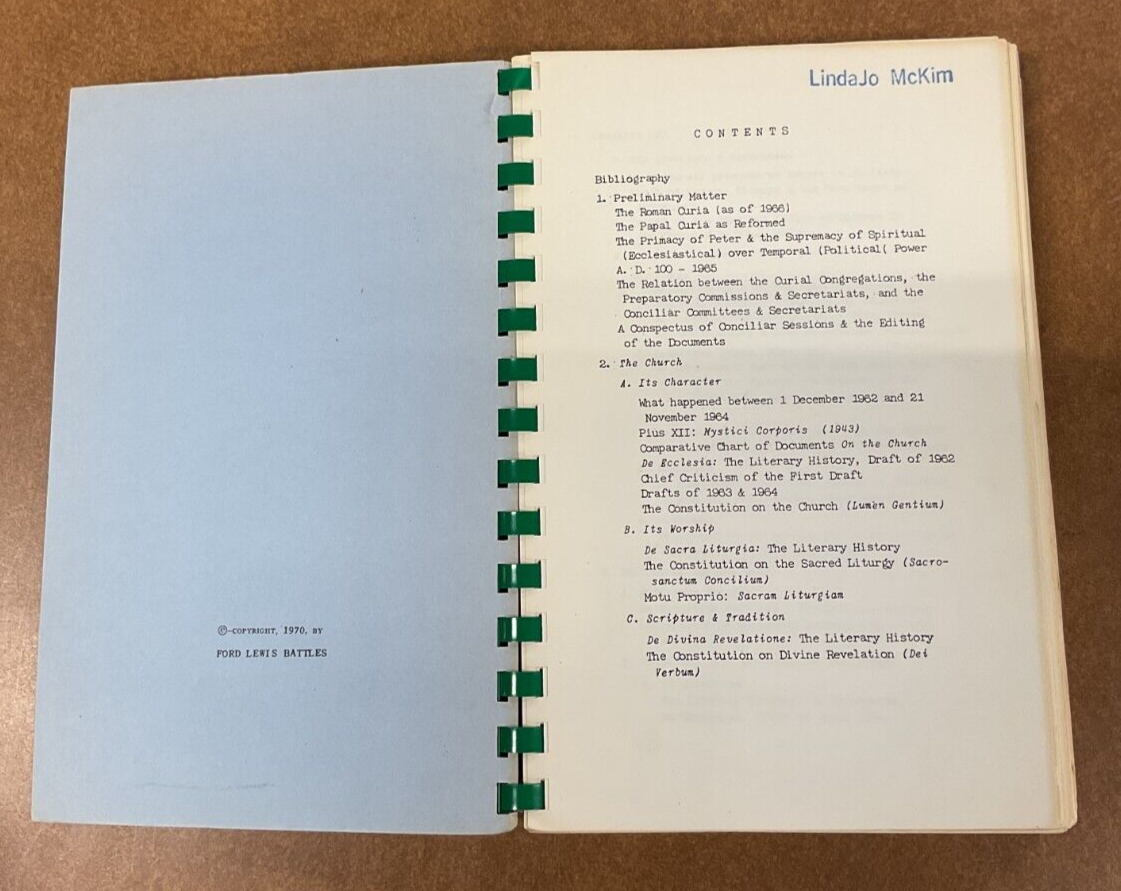 ©-COPYRIGHT, 1970, BY
FORD LEWIS BATTLES
LindaJo McKim
CONTENTS
Bibliography
1. Preliminary Matter
The Roman Curia (as of 1966)
The Papal Curia as Reformed
The Primacy of Peter & the Supremacy of Spiritual
(Ecclesiastical) over Temporal (Political( Power
A. D. 100 - 1965
The Relation between the Curial Congregations, the
Preparatory Commissions & Secretariats, and the
Conciliar Committees & Secretariats
A Conspectus of Conciliar Sessions & the Editing
of the Documents
2. The Church
A. Its Character
What happened between 1 December 1962 and 21
November 1964
Pius XII: Mystici Corporis (1943)
Comparative Chart of Documents On the Church
De Ecclesia: The Literary History, Draft of 1962
Chief Criticism of the First Draft
Drafts of 1963 & 1964
The Constitution on the Church (Lumen Gentium)
B. Its Worship
De Sacra Liturgia: The Literary History
The Constitution on the Sacred Liturgy (Sacro-
sanctum Concilium)
Motu Proprio: Sacram Liturgiam
C. Scripture & Tradition
De Divina Revelatione: The Literary History
The Constitution on Divine Revelation (Dei
Verbum)